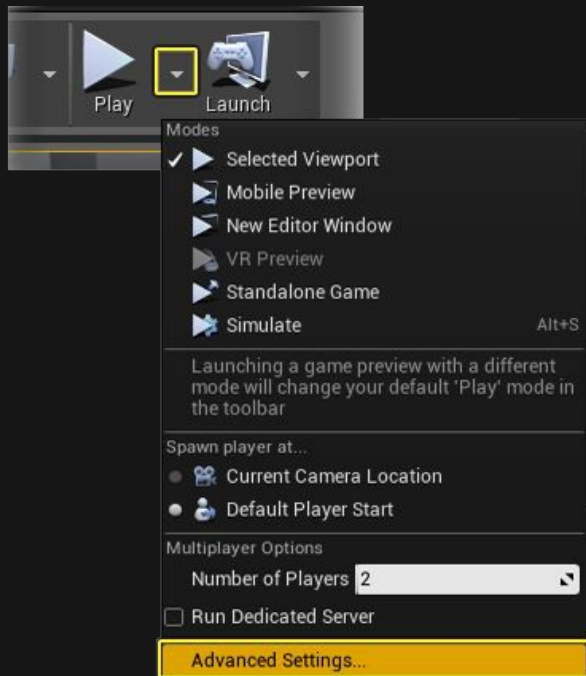 Play
Launch
Modes
Selected Viewport
Mobile Preview
New Editor Window
VR Preview
Standalone Game
Simulate Alt+S
Launching a game preview with a different
mode will change your default 'Play' mode in
the toolbar
Spawn player at...
Current Camera Location
Default Player Start
Multiplayer Options
Number of Players 2
Run Dedicated Server
Advanced Settings...